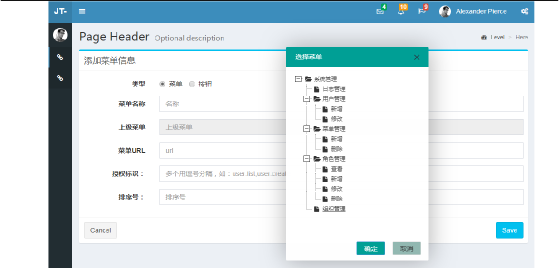 JT-
4
10
9
Alexander Pierce
Page Header Optional description
Level > Here
添加菜单信息
类型 菜单 按钮
菜单名称 名称
上级菜单 上级菜单
菜单URL url
授权标识： 多个用逗号分隔，如：user:list,user:creat
排序号： 排序号
Cancel
Save
选择菜单 ×
系统管理
日志管理
用户管理
新增
修改
菜单管理
新增
删除
角色管理
查看
新增
修改
删除
组织管理
确定 取消